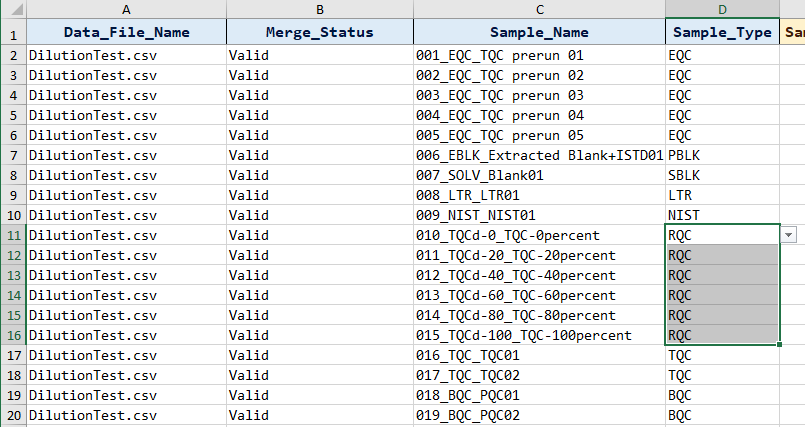 A B C D
1 Data_File_Name Merge_Status Sample_Name Sample_Type Sa
2 DilutionTest.csv Valid 001_EQC_TQC prerun 01 EQC
3 DilutionTest.csv Valid 002_EQC_TQC prerun 02 EQC
4 DilutionTest.csv Valid 003_EQC_TQC prerun 03 EQC
5 DilutionTest.csv Valid 004_EQC_TQC prerun 04 EQC
6 DilutionTest.csv Valid 005_EQC_TQC prerun 05 EQC
7 DilutionTest.csv Valid 006_EBLK_Extracted Blank+ISTD01 PBLK
8 DilutionTest.csv Valid 007_SOLV_Blank01 SBLK
9 DilutionTest.csv Valid 008_LTR_LTR01 LTR
10 DilutionTest.csv Valid 009_NIST_NIST01 NIST
11 DilutionTest.csv Valid 010_TQCd-0_TQC-0percent RQC
12 DilutionTest.csv Valid 011_TQCd-20_TQC-20percent RQC
13 DilutionTest.csv Valid 012_TQCd-40_TQC-40percent RQC
14 DilutionTest.csv Valid 013_TQCd-60_TQC-60percent RQC
15 DilutionTest.csv Valid 014_TQCd-80_TQC-80percent RQC
16 DilutionTest.csv Valid 015_TQCd-100_TQC-100percent RQC
17 DilutionTest.csv Valid 016_TQC_TQC01 TQC
18 DilutionTest.csv Valid 017_TQC_TQC02 TQC
19 DilutionTest.csv Valid 018_BQC_PQC01 BQC
20 DilutionTest.csv Valid 019_BQC_PQC02 BQC